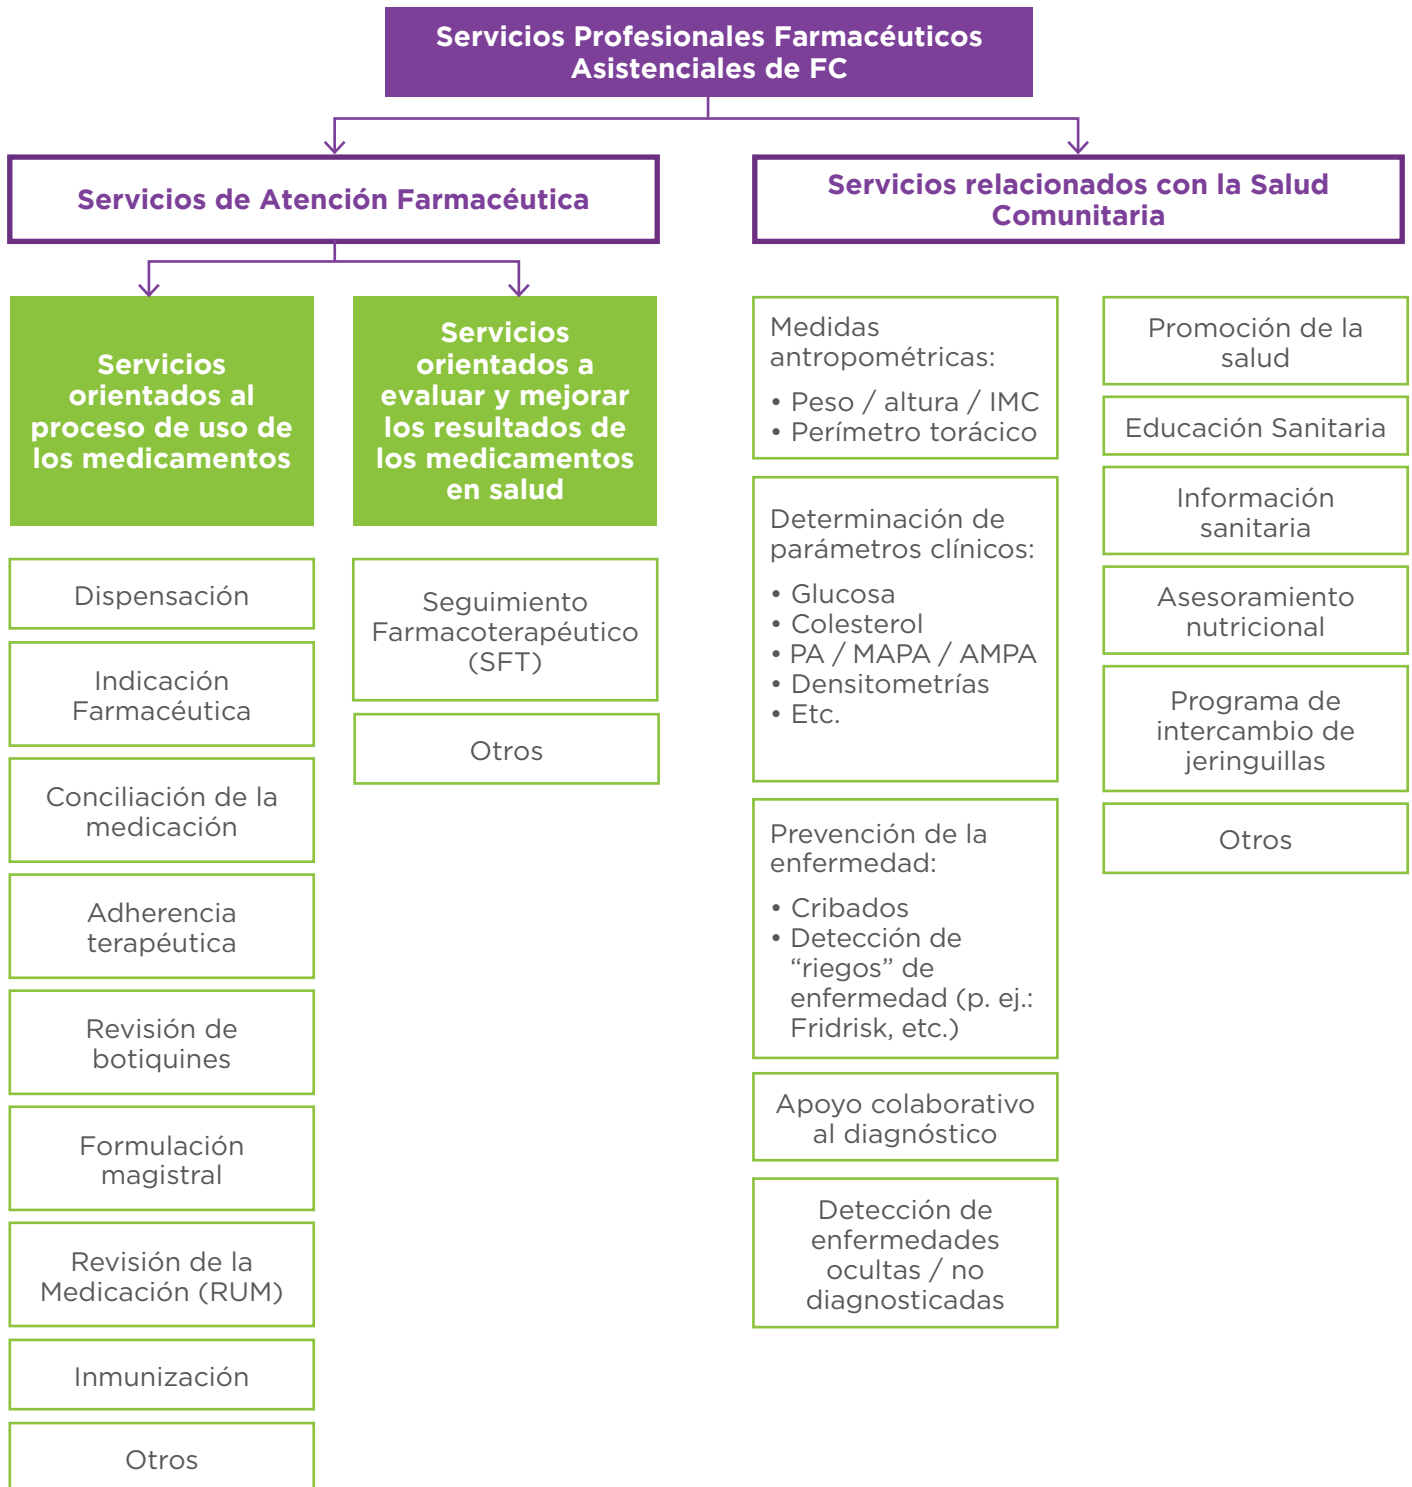 Servicios Profesionales Farmacéuticos
Asistenciales de FC
Servicios de Atención Farmacéutica
Servicios
orientados al
proceso de uso de
los medicamentos
Dispensación
Indicación
Farmacéutica
Conciliación de la
medicación
Adherencia
terapéutica
Revisión de
botiquines
Formulación
magistral
Revisión de la
Medicación (RUM)
Inmunización
Otros
Servicios
orientados a
evaluar y mejorar
los resultados de
los medicamentos
en salud
Seguimiento
Farmacoterapéutico
(SFT)
Otros
Servicios relacionados con la Salud
Comunitaria
Medidas
antropométricas:
• Peso / altura / IMC
• Perímetro torácico
Determinación de
parámetros clínicos:
• Glucosa
• Colesterol
• PA / MAPA / AMPA
• Densitometrías
• Etc.
Prevención de la
enfermedad:
• Cribados
• Detección de
“riegos” de
enfermedad (p. ej.:
Fridrisk, etc.)
Apoyo colaborativo
al diagnóstico
Detección de
enfermedades
ocultas / no
diagnosticadas
Promoción de la
salud
Educación Sanitaria
Información
sanitaria
Asesoramiento
nutricional
Programa de
intercambio de
jeringuillas
Otros